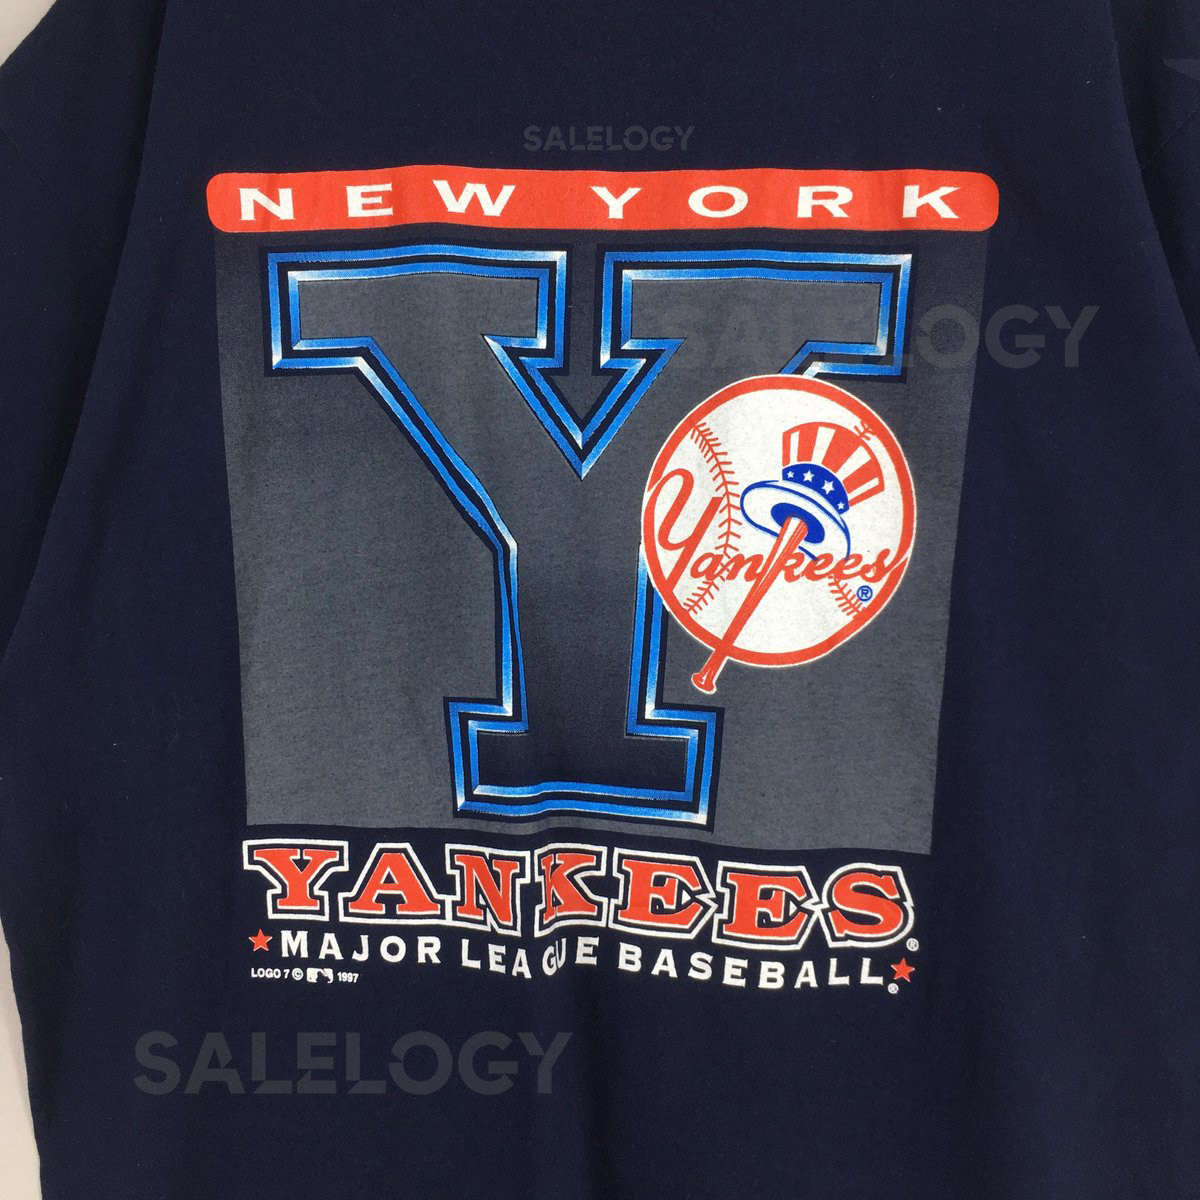 SALELOGY
NEW YORK
SALELOGY
Yankees®
YANKEES®
MAJOR LEAGUE BASEBALL®
LOGO 7 © 1997
SALELOGY